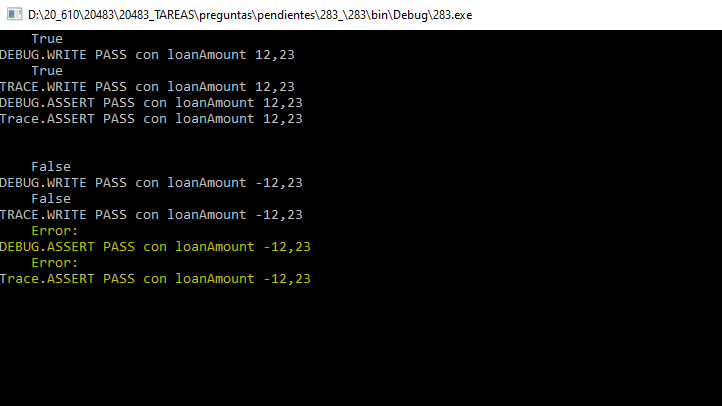 D:\20_610\20483\20483_TAREAS\preguntas\pendientes\283_\283\bin\Debug\283.exe
True
DEBUG.WRITE PASS con loanAmount 12,23
True
TRACE.WRITE PASS con loanAmount 12,23
DEBUG.ASSERT PASS con loanAmount 12,23
Trace.ASSERT PASS con loanAmount 12,23
False
DEBUG.WRITE PASS con loanAmount -12,23
False
TRACE.WRITE PASS con loanAmount -12,23
Error:
DEBUG.ASSERT PASS con loanAmount -12,23
Error:
Trace.ASSERT PASS con loanAmount -12,23